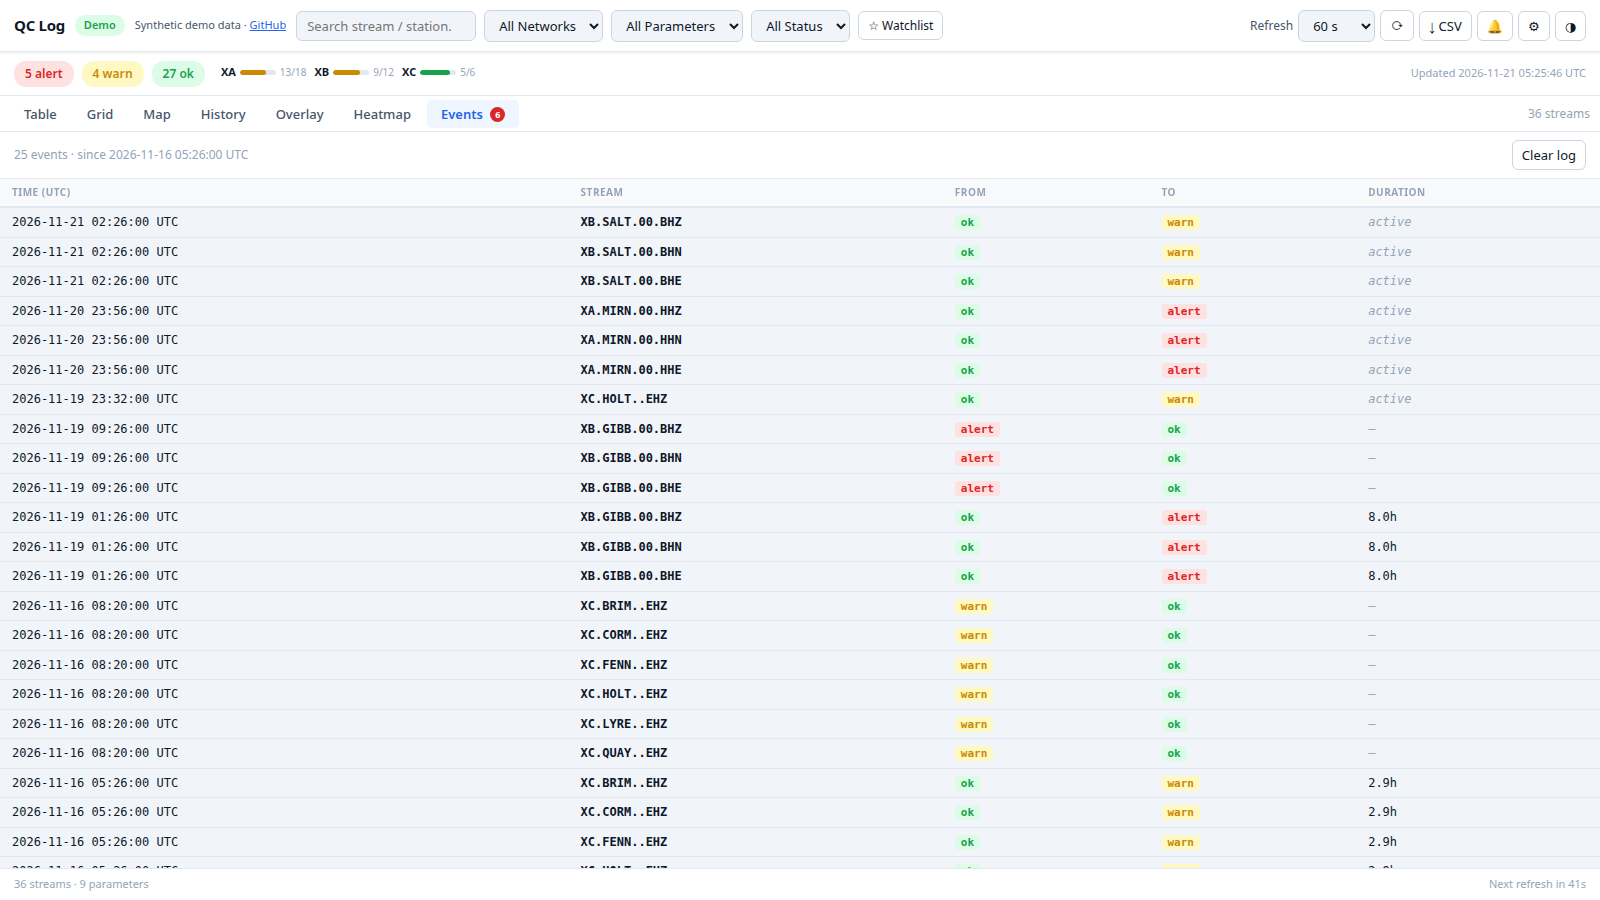 QC Log Demo Synthetic demo data · GitHub Search stream / station. All Networks All Parameters All Status ☆ Watchlist Refresh 60 s ⟳ ↓ CSV 🔔 ⚙ ◑
5 alert 4 warn 27 ok XA 13/18 XB 9/12 XC 5/6 Updated 2026-11-21 05:25:46 UTC
Table Grid Map History Overlay Heatmap Events 6 36 streams
25 events · since 2026-11-16 05:26:00 UTC Clear log
TIME (UTC) STREAM FROM TO DURATION
2026-11-21 02:26:00 UTC XB.SALT.00.BHZ ok warn active
2026-11-21 02:26:00 UTC XB.SALT.00.BHN ok warn active
2026-11-21 02:26:00 UTC XB.SALT.00.BHE ok warn active
2026-11-20 23:56:00 UTC XA.MIRN.00.HHZ ok alert active
2026-11-20 23:56:00 UTC XA.MIRN.00.HHN ok alert active
2026-11-20 23:56:00 UTC XA.MIRN.00.HHE ok alert active
2026-11-19 23:32:00 UTC XC.HOLT..EHZ ok warn active
2026-11-19 09:26:00 UTC XB.GIBB.00.BHZ alert ok –
2026-11-19 09:26:00 UTC XB.GIBB.00.BHN alert ok –
2026-11-19 09:26:00 UTC XB.GIBB.00.BHE alert ok –
2026-11-19 01:26:00 UTC XB.GIBB.00.BHZ ok alert 8.0h
2026-11-19 01:26:00 UTC XB.GIBB.00.BHN ok alert 8.0h
2026-11-19 01:26:00 UTC XB.GIBB.00.BHE ok alert 8.0h
2026-11-16 08:20:00 UTC XC.BRIM..EHZ warn ok –
2026-11-16 08:20:00 UTC XC.CORM..EHZ warn ok –
2026-11-16 08:20:00 UTC XC.FENN..EHZ warn ok –
2026-11-16 08:20:00 UTC XC.HOLT..EHZ warn ok –
2026-11-16 08:20:00 UTC XC.LYRE..EHZ warn ok –
2026-11-16 08:20:00 UTC XC.QUAY..EHZ warn ok –
2026-11-16 05:26:00 UTC XC.BRIM..EHZ ok warn 2.9h
2026-11-16 05:26:00 UTC XC.CORM..EHZ ok warn 2.9h
2026-11-16 05:26:00 UTC XC.FENN..EHZ ok warn 2.9h
36 streams · 9 parameters Next refresh in 41s